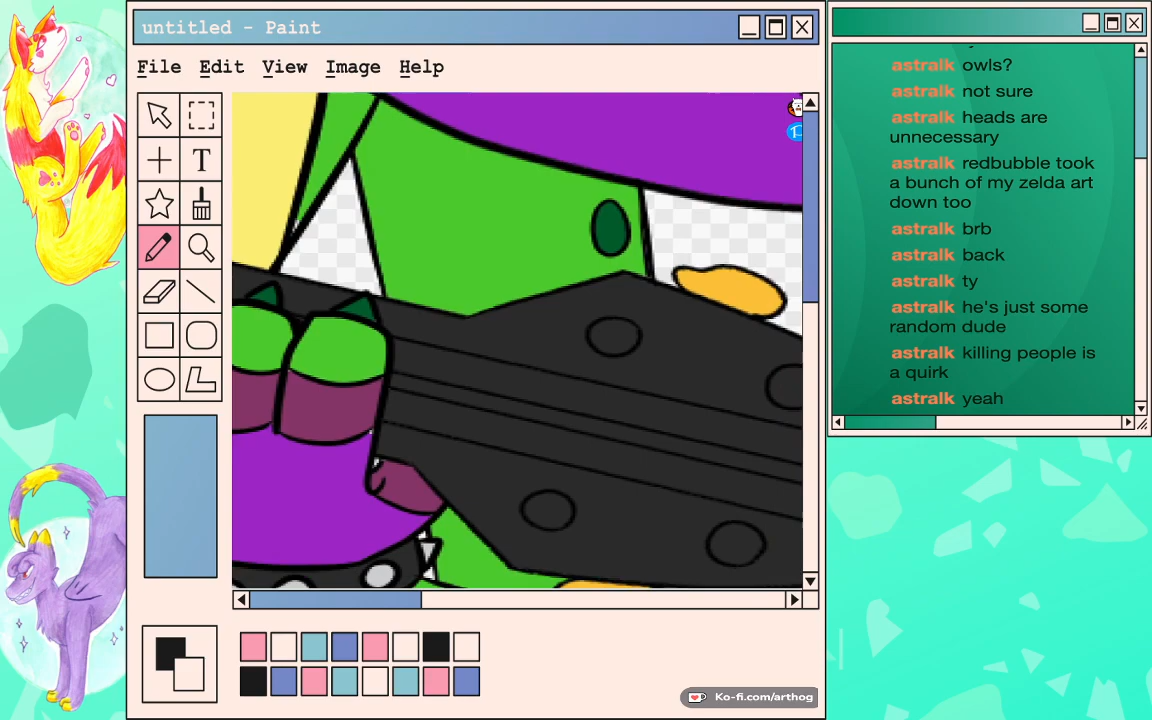 untitled - Paint
File Edit View Image Help
T
Ko-fi.com/arthog
astralk owls?
astralk not sure
astralk heads are
unnecessary
astralk redbubble took
a bunch of my zelda art
down too
astralk brb
astralk back
astralk ty
astralk he's just some
random dude
astralk killing people is
a quirk
astralk yeah